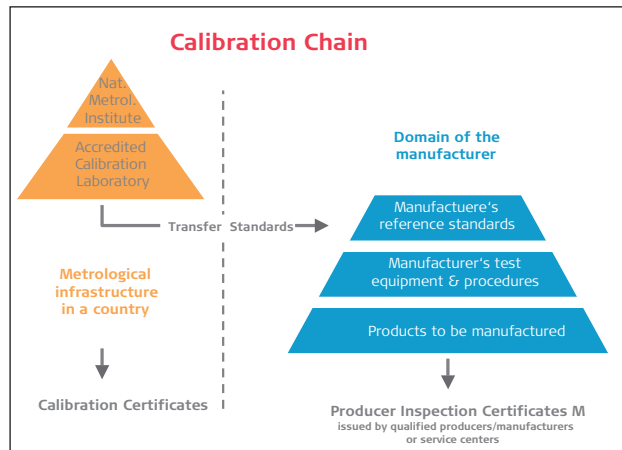 Calibration Chain
Nat.
Metrol.
Institute
Accredited
Calibration
Laboratory
Domain of the
manufacturer
Manufactuere's
reference standards
Transfer Standards
Manufacturer's test
equipment & procedures
Metrological
infrastructure
in a country
Products to be manufactured
Calibration Certificates
Producer Inspection Certificates M
issued by qualified producers/manufacturers
or service centers